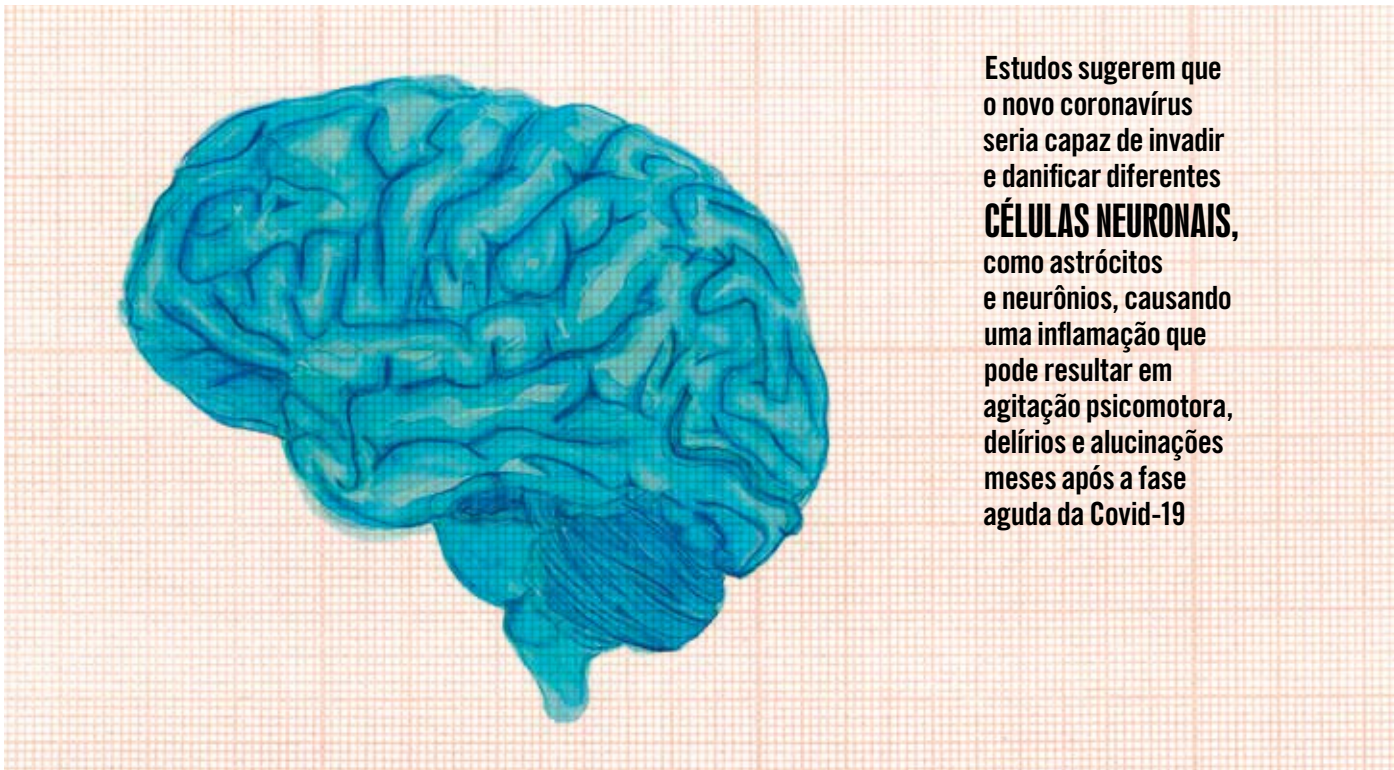 Estudos sugerem que
o novo coronavírus
seria capaz de invadir
e danificar diferentes
CÉLULAS NEURONAIS,
como astrócitos
e neurônios, causando
uma inflamação que
pode resultar em
agitação psicomotora,
delírios e alucinações
meses após a fase
aguda da Covid-19